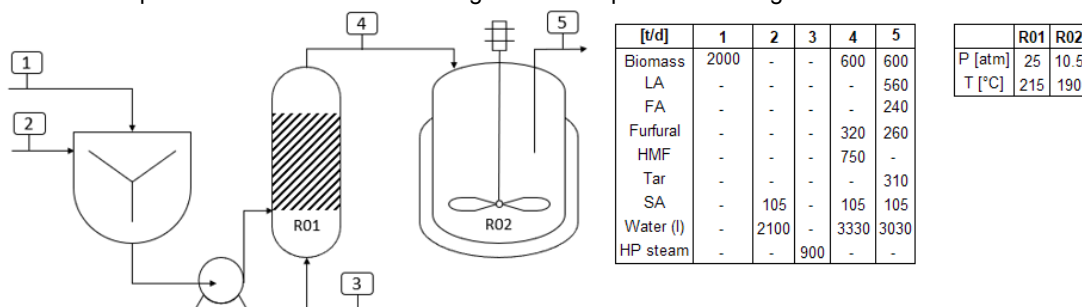 4
5
1
2
R01
R02
3
[t/d] 1 2 3 4 5
Biomass 2000 - - 600 600
LA - - - - 560
FA - - - - 240
Furfural - - - 320 260
HMF - - - 750 -
Tar - - - - 310
SA - 105 - 105 105
Water (l) - 2100 - 3330 3030
HP steam - - 900 - -
R01 R02
P [atm] 25 10.5
T [°C] 215 190